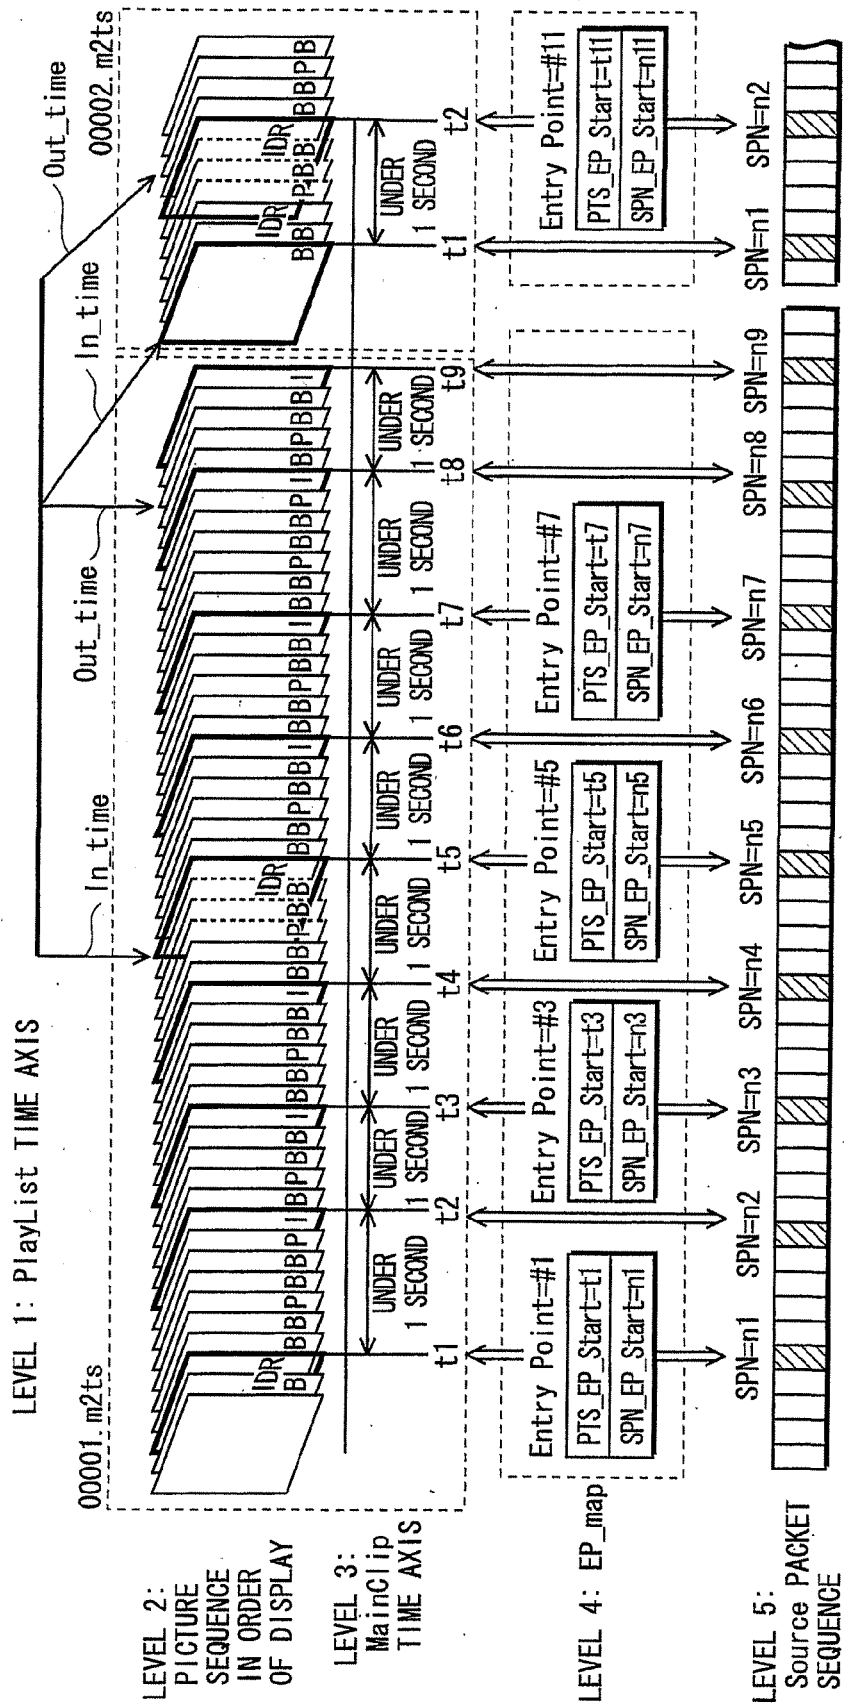 LEVEL 1: PlayList TIME AXIS
In_time
Out_time
In_time
Out_time
00001.m2ts
00002.m2ts
LEVEL 2:
PICTURE
SEQUENCE
IN ORDER
OF DISPLAY
B IDR B B P B B P I B B P B B I B B P B B I B B P B B IDR B B P B B I B B P B B I B B P B B P I B B P B B I
B B IDR P B B IDR B B P B
LEVEL 3:
MainClip
TIME AXIS
UNDER
1 SECOND
UNDER
1 SECOND
UNDER
1 SECOND
UNDER
1 SECOND
UNDER
1 SECOND
UNDER
1 SECOND
UNDER
1 SECOND
UNDER
1 SECOND
UNDER
1 SECOND
t1 t2 t3 t4 t5 t6 t7 t8 t9 t1 t2
LEVEL 4: EP_map
Entry Point=#1
PTS_EP_Start=t1
SPN_EP_Start=n1
Entry Point=#3
PTS_EP_Start=t3
SPN_EP_Start=n3
Entry Point=#5
PTS_EP_Start=t5
SPN_EP_Start=n5
Entry Point=#7
PTS_EP_Start=t7
SPN_EP_Start=n7
Entry Point=#11
PTS_EP_Start=t11
SPN_EP_Start=n11
SPN=n1 SPN=n2 SPN=n3 SPN=n4 SPN=n5 SPN=n6 SPN=n7 SPN=n8 SPN=n9 SPN=n1 SPN=n2
LEVEL 5:
Source PACKET
SEQUENCE